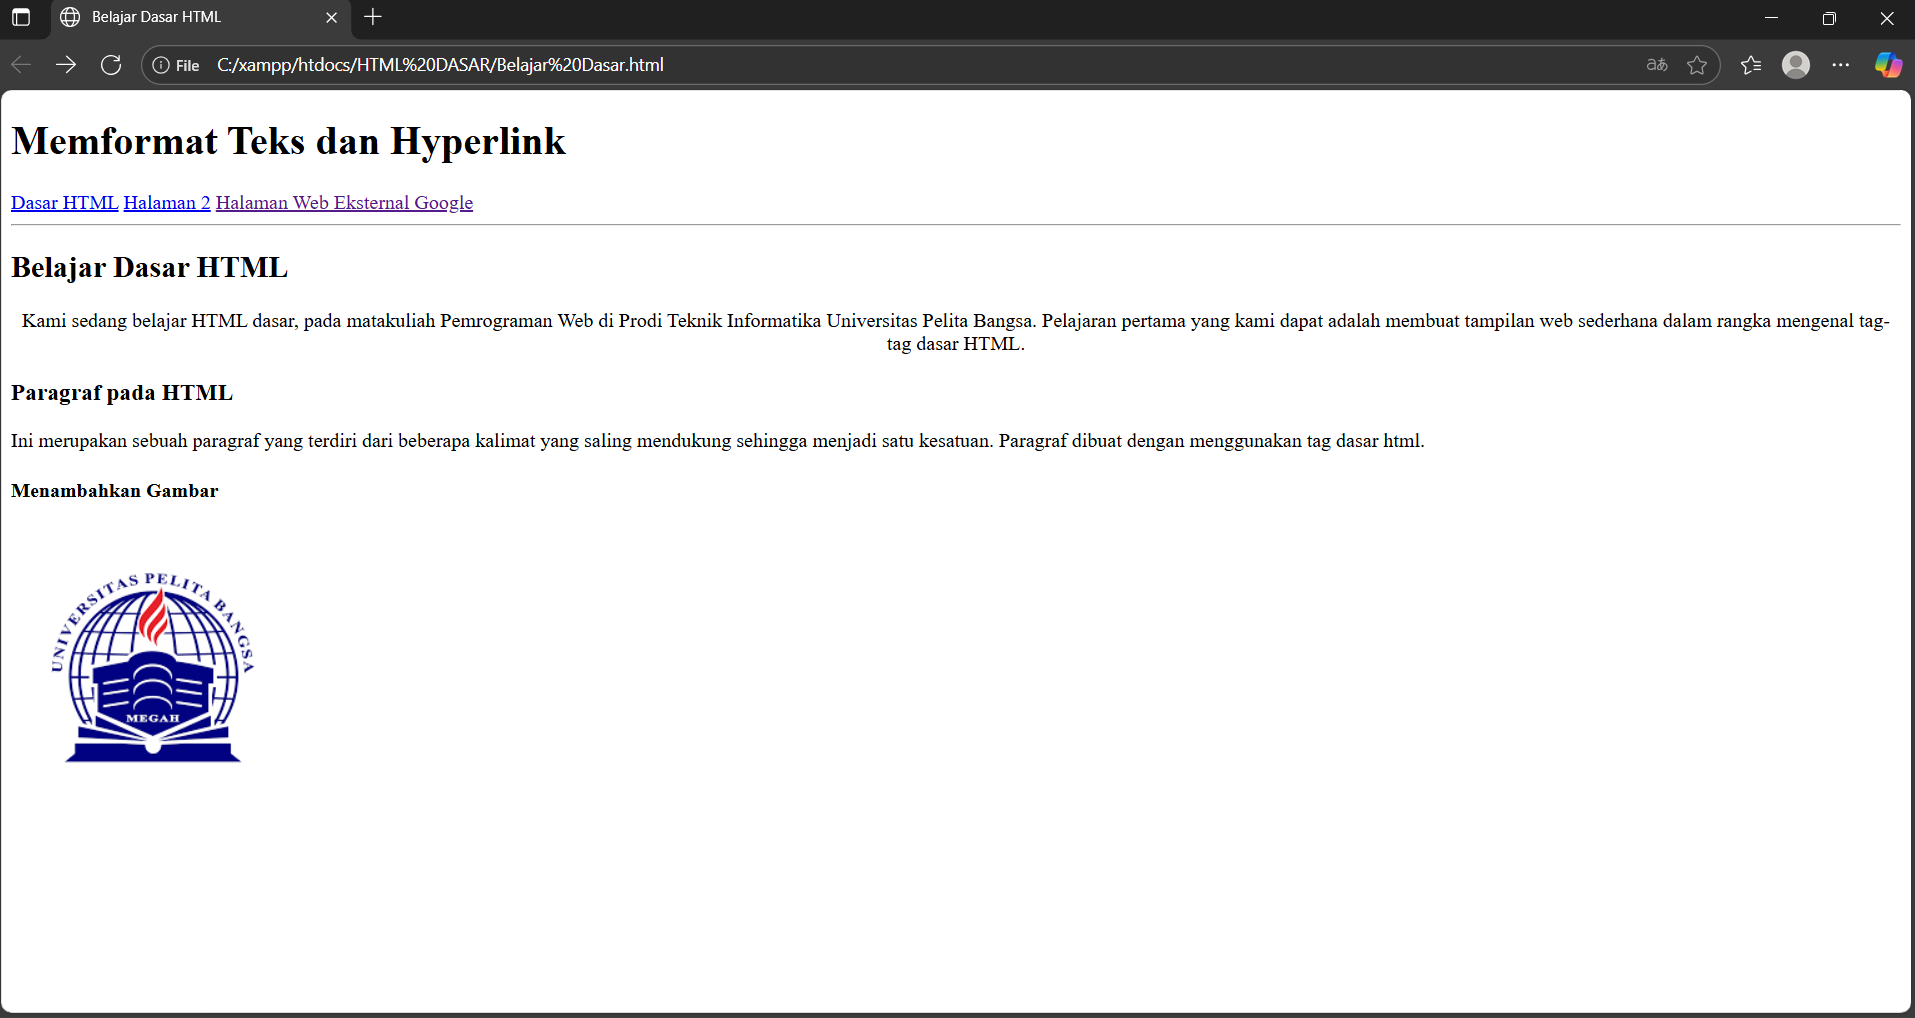 Belajar Dasar HTML
File C:/xampp/htdocs/HTML%20DASAR/Belajar%20Dasar.html
aあ
Memformat Teks dan Hyperlink
Dasar HTML Halaman 2 Halaman Web Eksternal Google
Belajar Dasar HTML
Kami sedang belajar HTML dasar, pada matakuliah Pemrograman Web di Prodi Teknik Informatika Universitas Pelita Bangsa. Pelajaran pertama yang kami dapat adalah membuat tampilan web sederhana dalam rangka mengenal tag-
tag dasar HTML.
Paragraf pada HTML
Ini merupakan sebuah paragraf yang terdiri dari beberapa kalimat yang saling mendukung sehingga menjadi satu kesatuan. Paragraf dibuat dengan menggunakan tag dasar html.
Menambahkan Gambar
UNIVERSITAS PELITA BANGSA
MEGAH